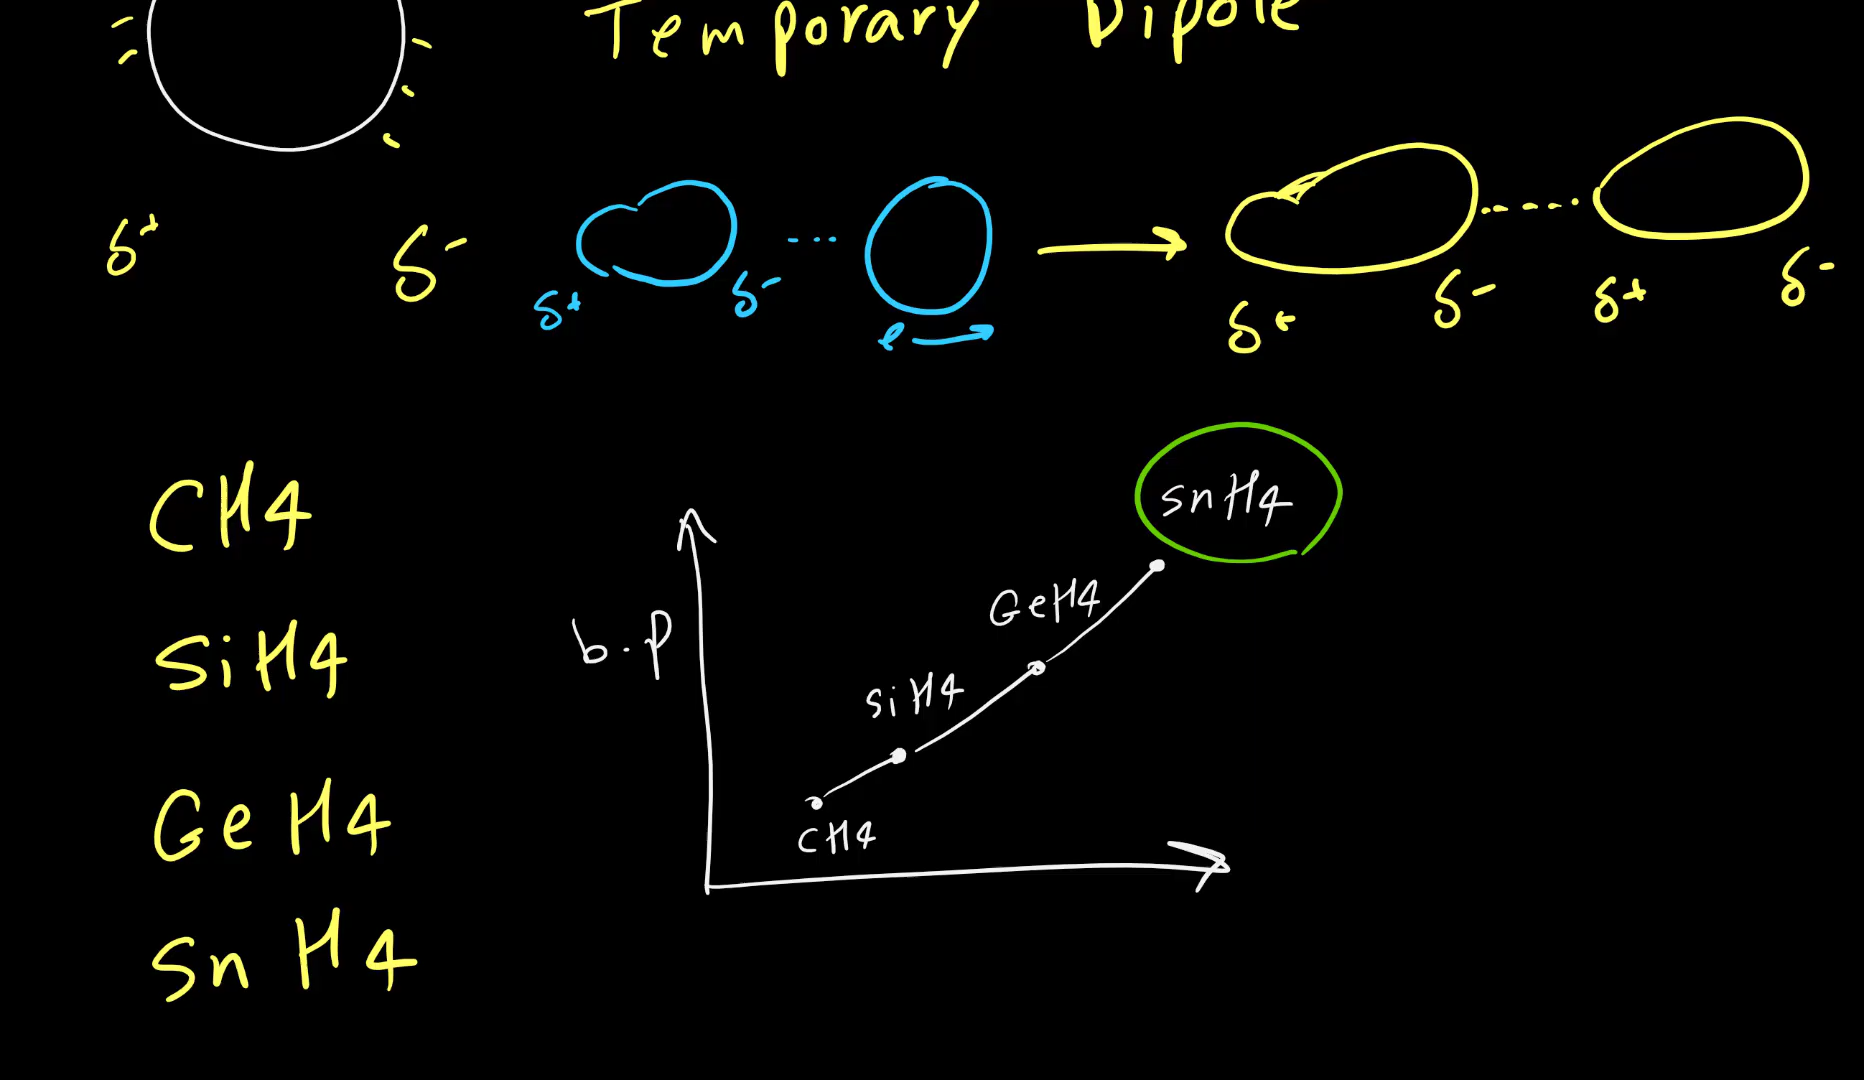 Temporary Dipole
δ+ δ-
δ+ δ- ... e
δ+ δ- δ+ δ-
CH4
SiH4
GeH4
SnH4
b.p
SnH4
GeH4
SiH4
CH4